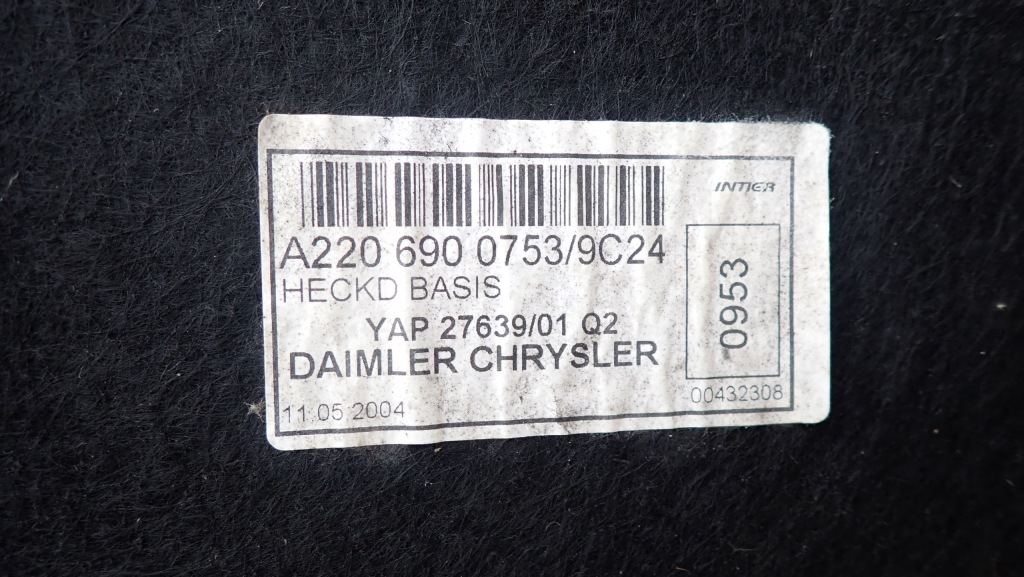 INTIER
A220 690 0753/9C24
HECKD BASIS
YAP 27639/01 Q2
DAIMLER CHRYSLER
0953
00432308
11.05.2004